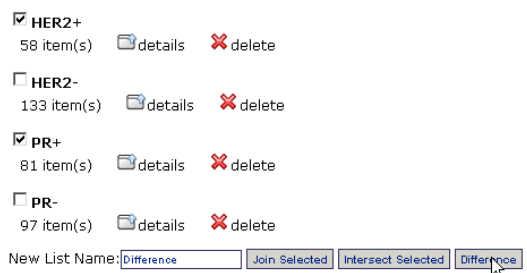 HER2+
58 item(s) details delete
HER2-
133 item(s) details delete
PR+
81 item(s) details delete
PR-
97 item(s) details delete
New List Name: Difference Join Selected Intersect Selected Difference